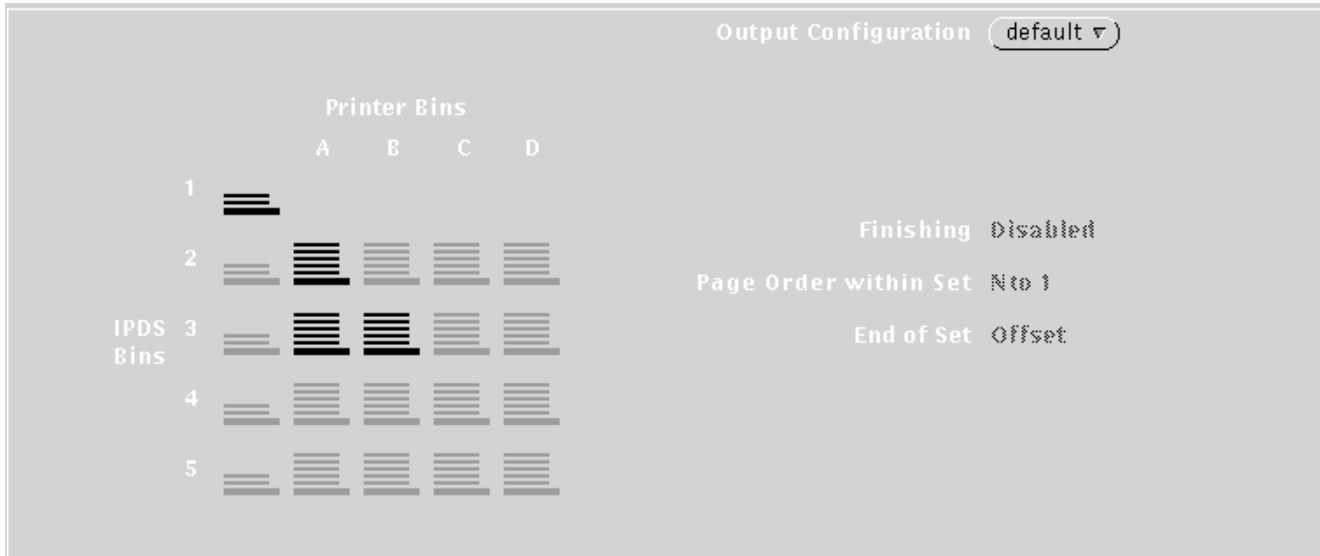 Output Configuration default
Printer Bins
A B C D
1
2
IPDS 3
Bins
4
5
Finishing Disabled
Page Order within Set N to 1
End of Set Offset